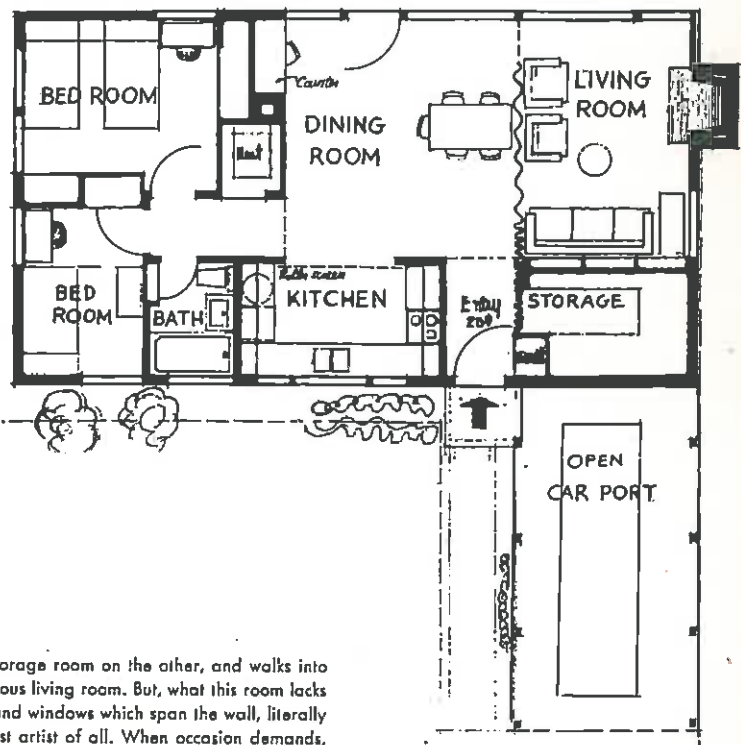 BED ROOM
Counter
DINING
ROOM
LIVING
ROOM
BED
ROOM
BATH
KITCHEN
Entry
STORAGE
OPEN
CAR PORT
orage room on the other, and walks into
ous living room. But, what this room lacks
nd windows which span the wall, literally
st artist of all. When occasion demands,